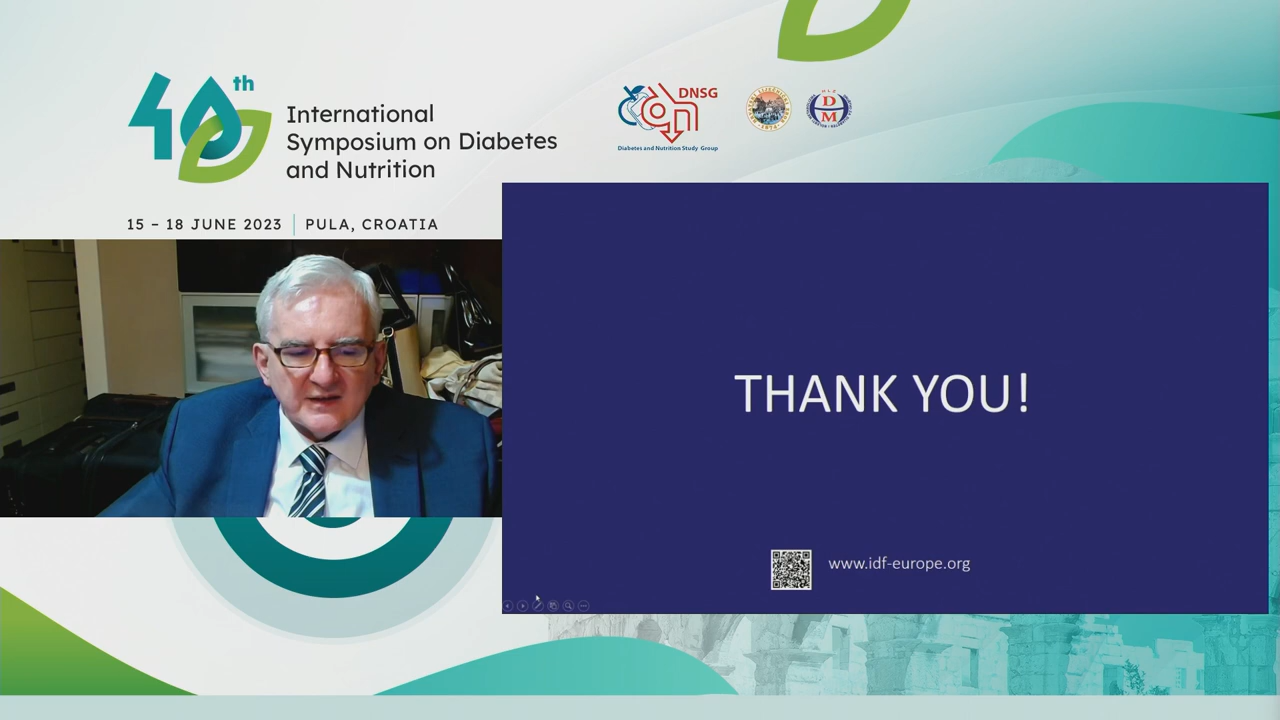 40th
International
Symposium on Diabetes
and Nutrition
15 – 18 JUNE 2023 | PULA, CROATIA
DNSG
Diabetes and Nutrition Study Group
D
M
THANK YOU!
www.idf-europe.org